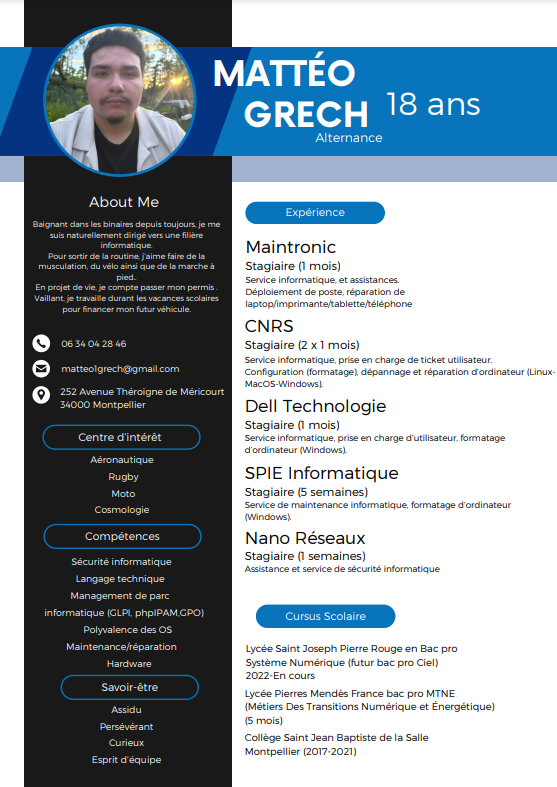 MATTÉO
GRECH
18 ans
Alternance
About Me
Baignant dans les binaires depuis toujours, je me
suis naturellement dirigé vers une filière
informatique.
Pour sortir de la routine, j'aime faire de la
musculation, du vélo ainsi que de la marche à
pied..
En projet de vie, je compte passer mon permis .
Vaillant, je travaille durant les vacances scolaires
pour financer mon futur véhicule.
06 34 04 28 46
matteo1grech@gmail.com
252 Avenue Théroigne de Méricourt
34000 Montpellier
Centre d'intérêt
Aéronautique
Rugby
Moto
Cosmologie
Compétences
Sécurité informatique
Langage technique
Management de parc
informatique (GLPI, phpIPAM,GPO)
Polyvalence des OS
Maintenance/réparation
Hardware
Savoir-être
Assidu
Persévérant
Curieux
Esprit d'équipe
Expérience
Maintronic
Stagiaire (1 mois)
Service informatique, et assistances.
Déploiement de poste, réparation de
laptop/imprimante/tablette/téléphone
CNRS
Stagiaire (2 x 1 mois)
Service informatique, prise en charge de ticket utilisateur.
Configuration (formatage), dépannage et réparation d'ordinateur (Linux-
MacOS-Windows).
Dell Technologie
Stagiaire (1 mois)
Service informatique, prise en charge d'utilisateur, formatage
d'ordinateur (Windows).
SPIE Informatique
Stagiaire (5 semaines)
Service de maintenance informatique, formatage d'ordinateur
(Windows).
Nano Réseaux
Stagiaire (1 semaines)
Assistance et service de sécurité informatique
Cursus Scolaire
Lycée Saint Joseph Pierre Rouge en Bac pro
Système Numérique (futur bac pro Ciel)
2022-En cours
Lycée Pierres Mendès France bac pro MTNE
(Métiers Des Transitions Numérique et Énergétique)
(5 mois)
Collège Saint Jean Baptiste de la Salle
Montpellier (2017-2021)